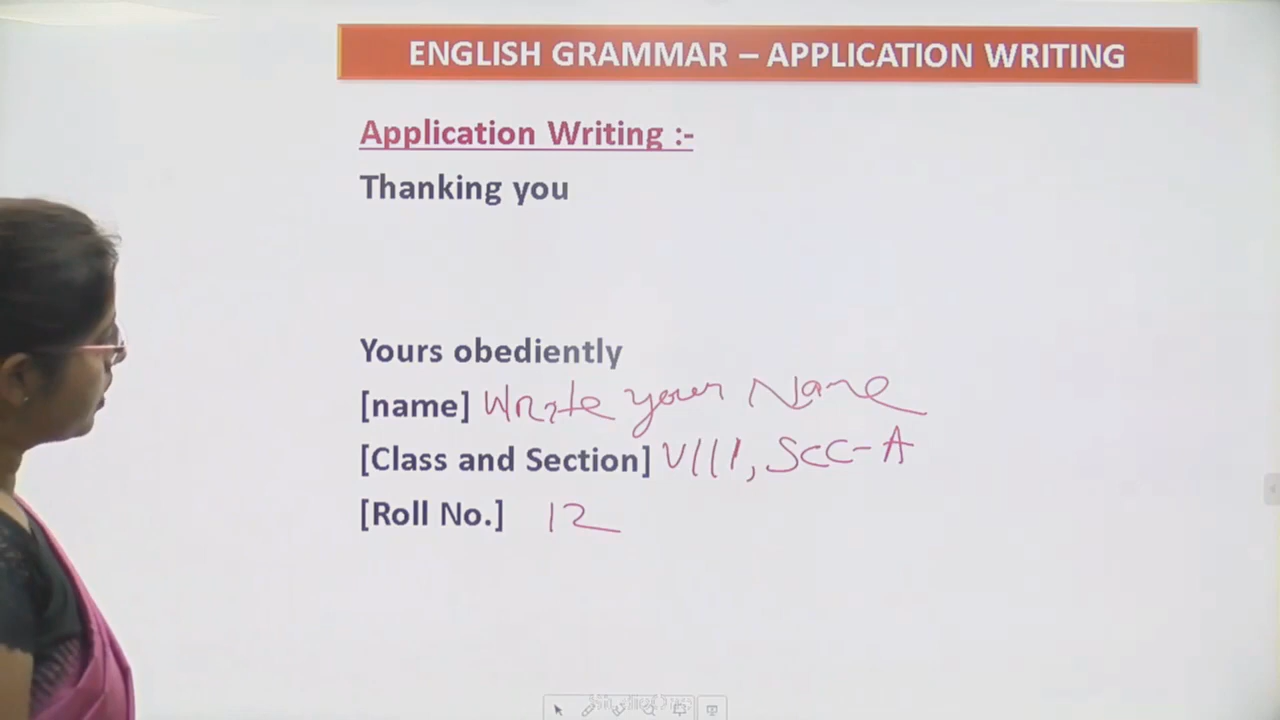 ENGLISH GRAMMAR – APPLICATION WRITING
Application Writing :-
Thanking you
Yours obediently
[name] Write your Name
[Class and Section] VIII, Sec-A
[Roll No.] 12